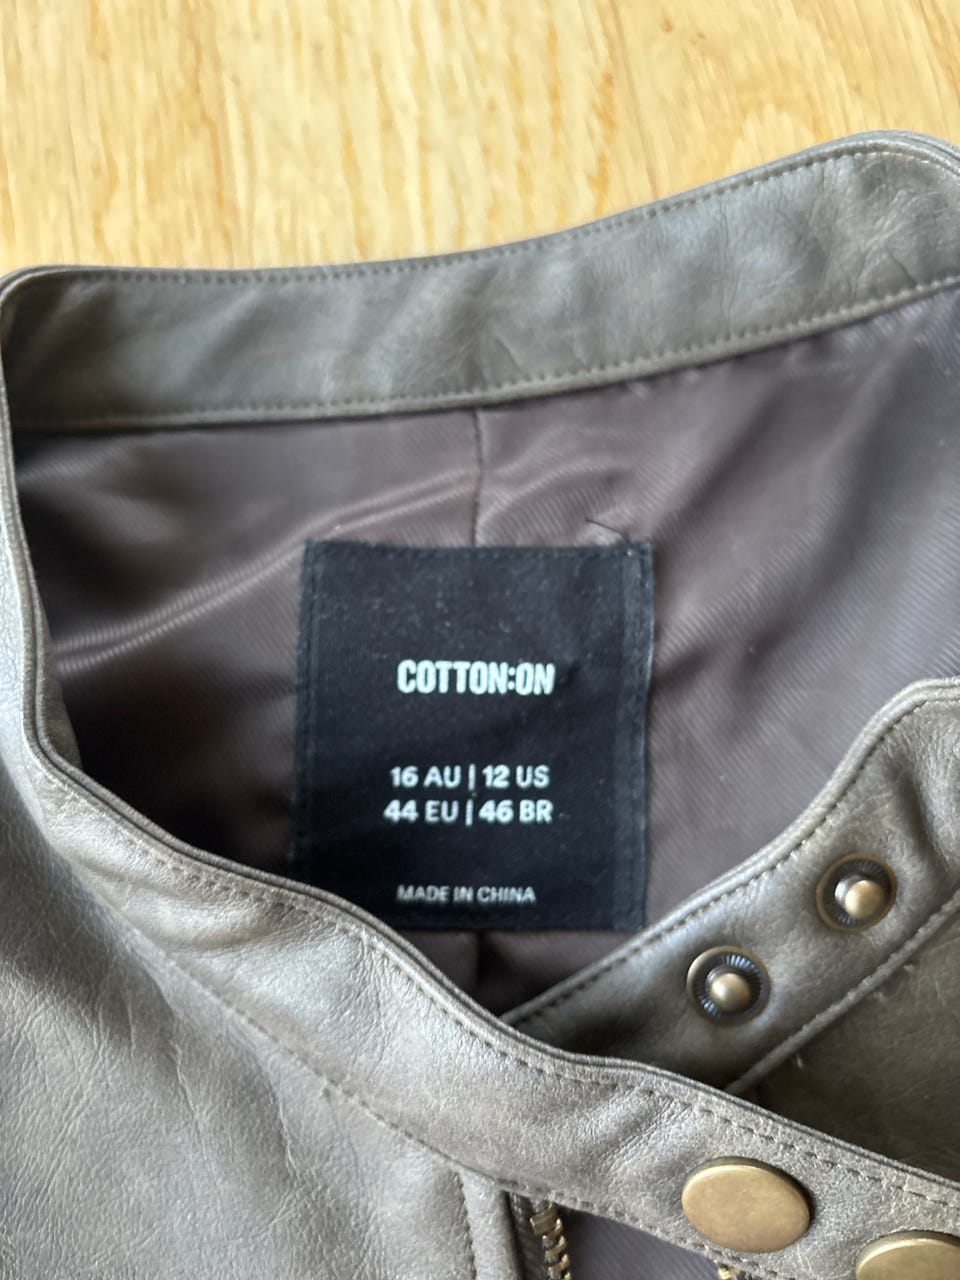 COTTON:ON
16 AU | 12 US
44 EU | 46 BR
MADE IN CHINA